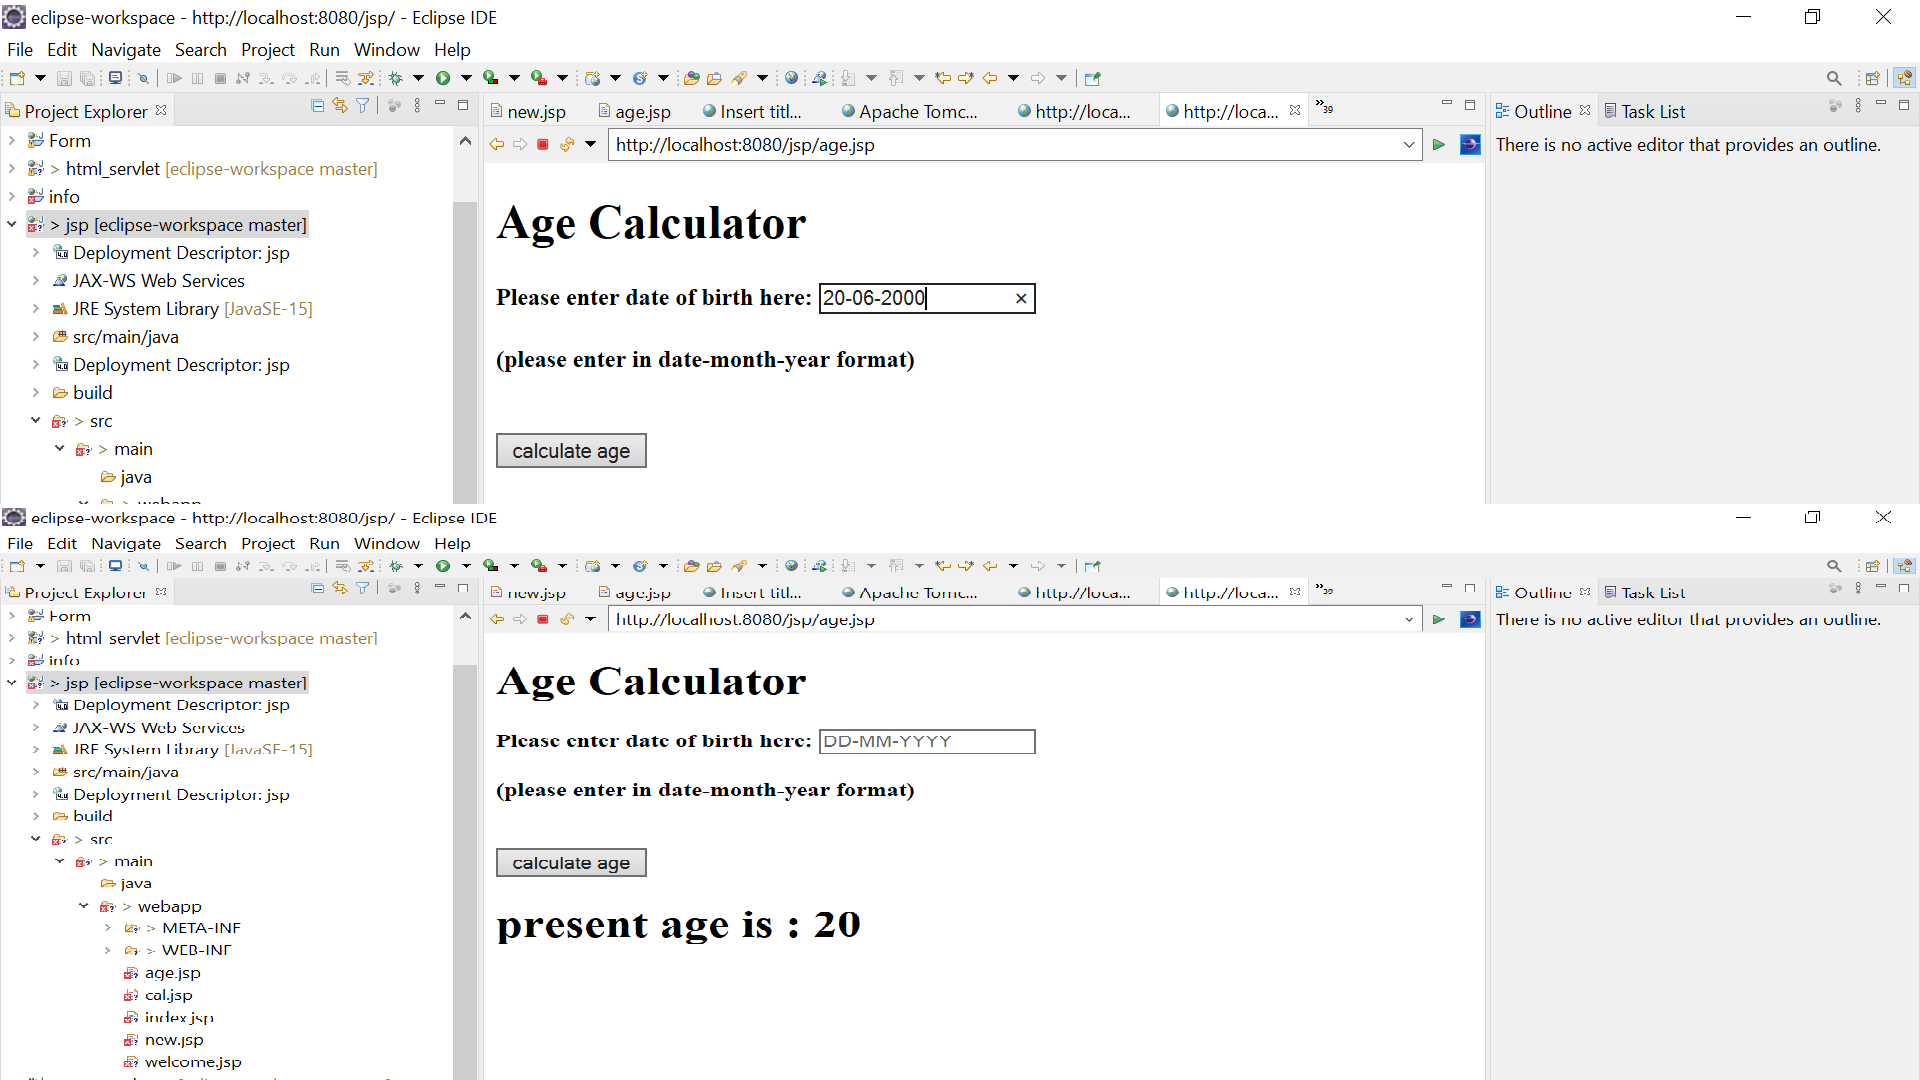 eclipse-workspace - http://localhost:8080/jsp/ - Eclipse IDE
File Edit Navigate Search Project Run Window Help
Project Explorer
new.jsp age.jsp Insert titl... Apache Tomc... http://loca... http://loca... »39
Outline Task List
Form
http://localhost:8080/jsp/age.jsp
There is no active editor that provides an outline.
> html_servlet [eclipse-workspace master]
info
> jsp [eclipse-workspace master]
Deployment Descriptor: jsp
JAX-WS Web Services
JRE System Library [JavaSE-15]
src/main/java
Deployment Descriptor: jsp
build
> src
> main
java
> webapp
Age Calculator
Please enter date of birth here: 20-06-2000
(please enter in date-month-year format)
calculate age
eclipse-workspace - http://localhost:8080/jsp/ - Eclipse IDE
File Edit Navigate Search Project Run Window Help
Project Explorer
new.jsp age.jsp Insert titl... Apache Tomc... http://loca... http://loca... »39
Outline Task List
Form
http://localhost:8080/jsp/age.jsp
There is no active editor that provides an outline.
> html_servlet [eclipse-workspace master]
info
> jsp [eclipse-workspace master]
Deployment Descriptor: jsp
JAX-WS Web Services
JRE System Library [JavaSE-15]
src/main/java
Deployment Descriptor: jsp
build
> src
> main
java
> webapp
> META-INF
> WEB-INF
age.jsp
cal.jsp
index.jsp
new.jsp
welcome.jsp
Age Calculator
Please enter date of birth here: DD-MM-YYYY
(please enter in date-month-year format)
calculate age
present age is : 20